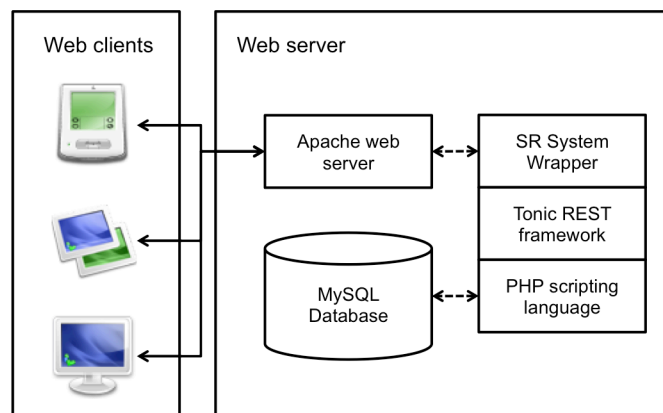 Web clients
Web server
Apache web
server
SR System
Wrapper
Tonic REST
framework
MySQL
Database
PHP scripting
language